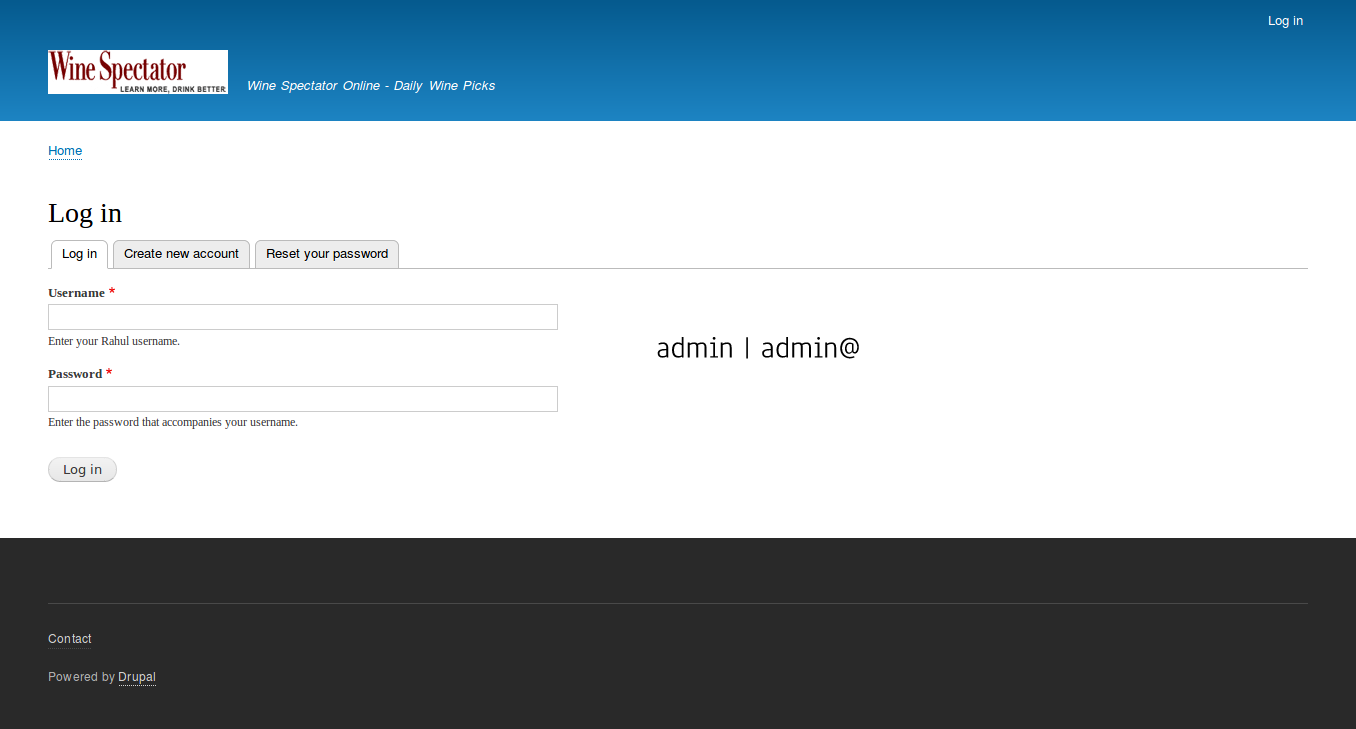 Log in
Wine Spectator
LEARN MORE, DRINK BETTER
Wine Spectator Online - Daily Wine Picks
Home
Log in
Log in
Create new account
Reset your password
Username *
Enter your Rahul username.
admin | admin@
Password *
Enter the password that accompanies your username.
Log in
Contact
Powered by Drupal